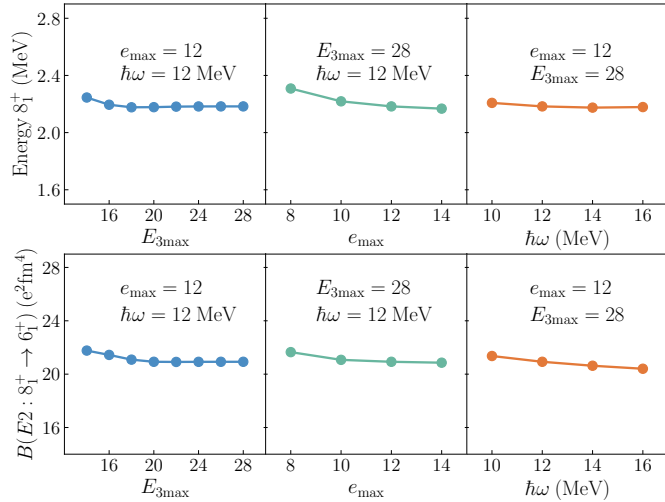 Energy 8₁⁺ (MeV)
2.8
2.4
2.0
1.6
e_max = 12
ħω = 12 MeV
16 20 24 28
E_3max
E_3max = 28
ħω = 12 MeV
8 10 12 14
e_max
e_max = 12
E_3max = 28
10 12 14 16
ħω (MeV)
B(E2 : 8₁⁺ → 6₁⁺) (e²fm⁴)
28
22
20
14
e_max = 12
ħω = 12 MeV
16 20 24 28
E_3max
E_3max = 28
ħω = 12 MeV
8 10 12 14
e_max
e_max = 12
E_3max = 28
10 12 14 16
ħω (MeV)